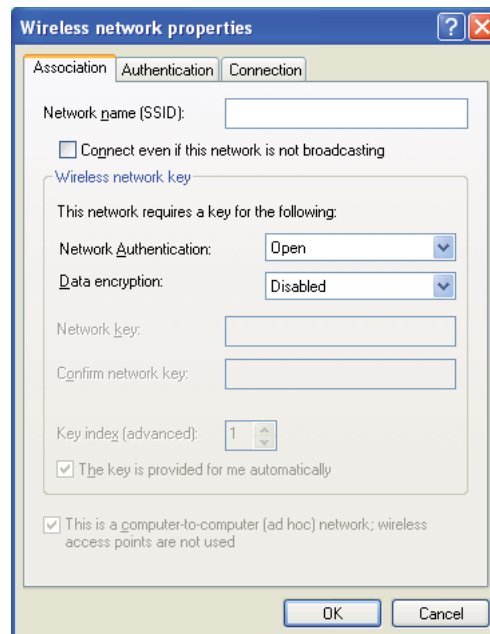 Wireless network properties
Association
Authentication
Connection
Network name (SSID):
Connect even if this network is not broadcasting
Wireless network key
This network requires a key for the following:
Network Authentication:
Open
Data encryption:
Disabled
Network key:
Confirm network key:
Key index (advanced):
1
The key is provided for me automatically
This is a computer-to-computer (ad hoc) network; wireless
access points are not used
OK
Cancel